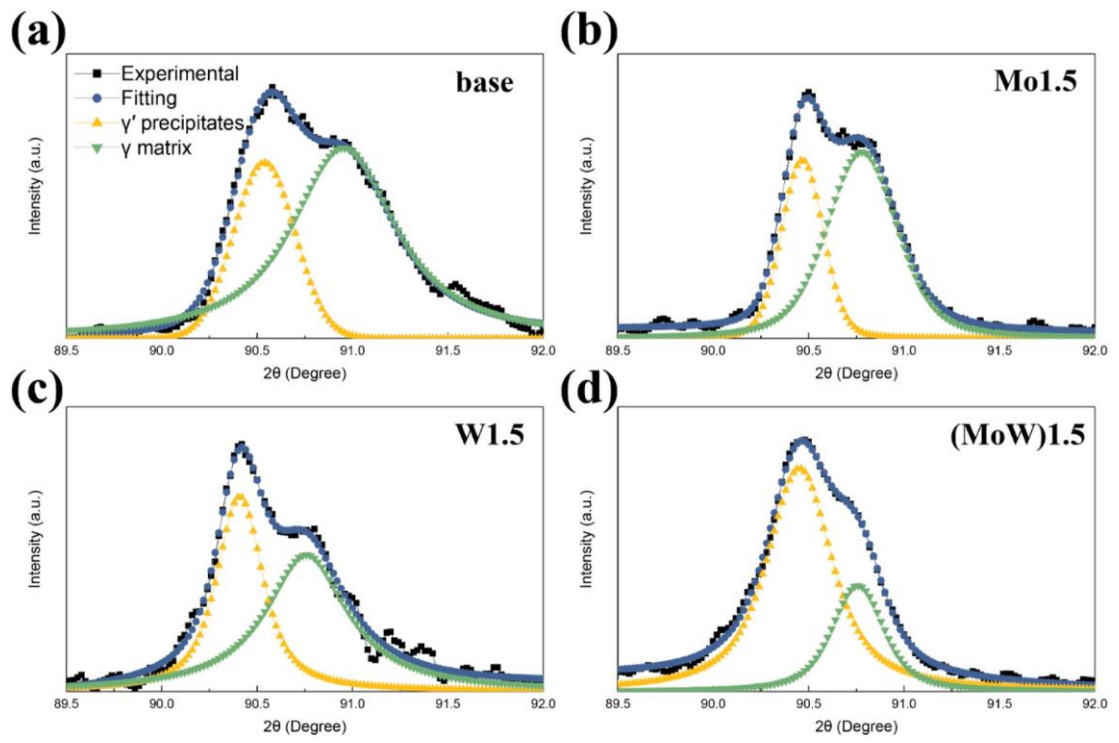 (a)
base
Experimental
Fitting
γ′ precipitates
γ matrix
Intensity (a.u.)
89.5 90.0 90.5 91.0 91.5 92.0
2θ (Degree)
(b)
Mo1.5
Intensity (a.u.)
89.5 90.0 90.5 91.0 91.5 92.0
2θ (Degree)
(c)
W1.5
Intensity (a.u.)
89.5 90.0 90.5 91.0 91.5 92.0
2θ (Degree)
(d)
(MoW)1.5
Intensity (a.u.)
89.5 90.0 90.5 91.0 91.5 92.0
2θ (Degree)